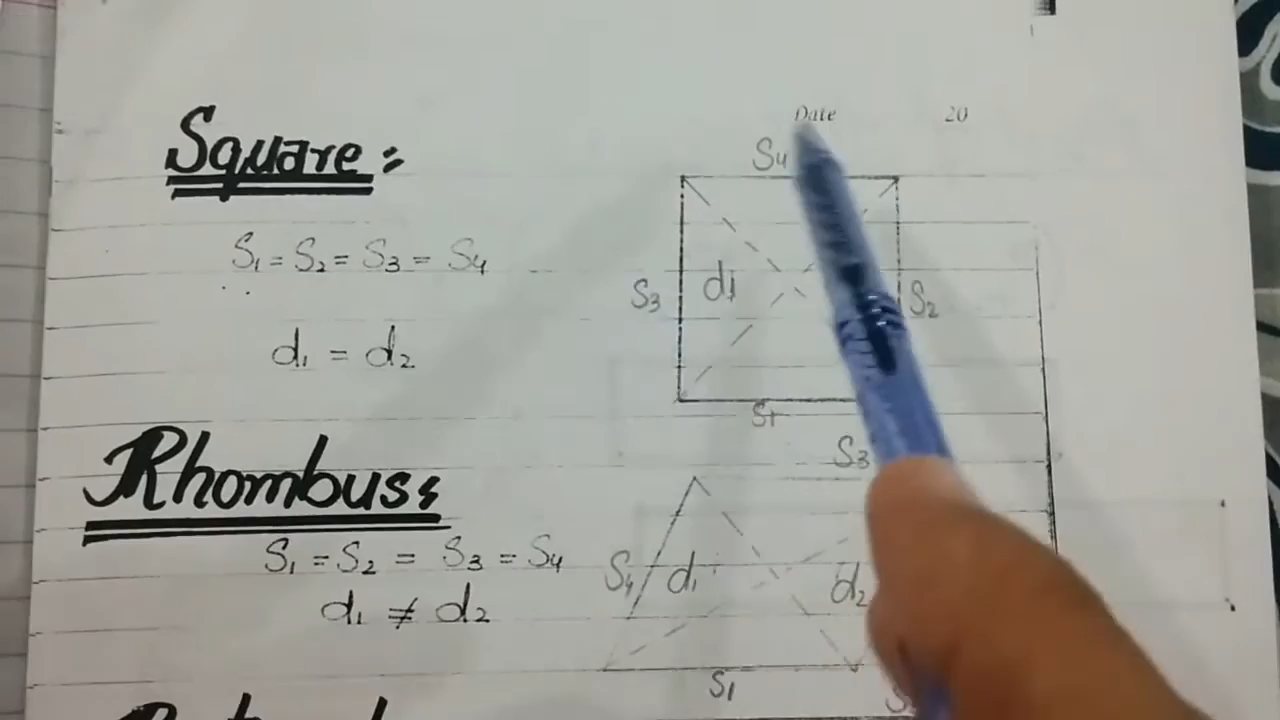 Date 20
Square:
S4
S1 = S2 = S3 = S4
S3 d1 S2
d1 = d2
S1
Rhombus:
S3
S1 = S2 = S3 = S4
S4 d1 d2
d1 ≠ d2
S1